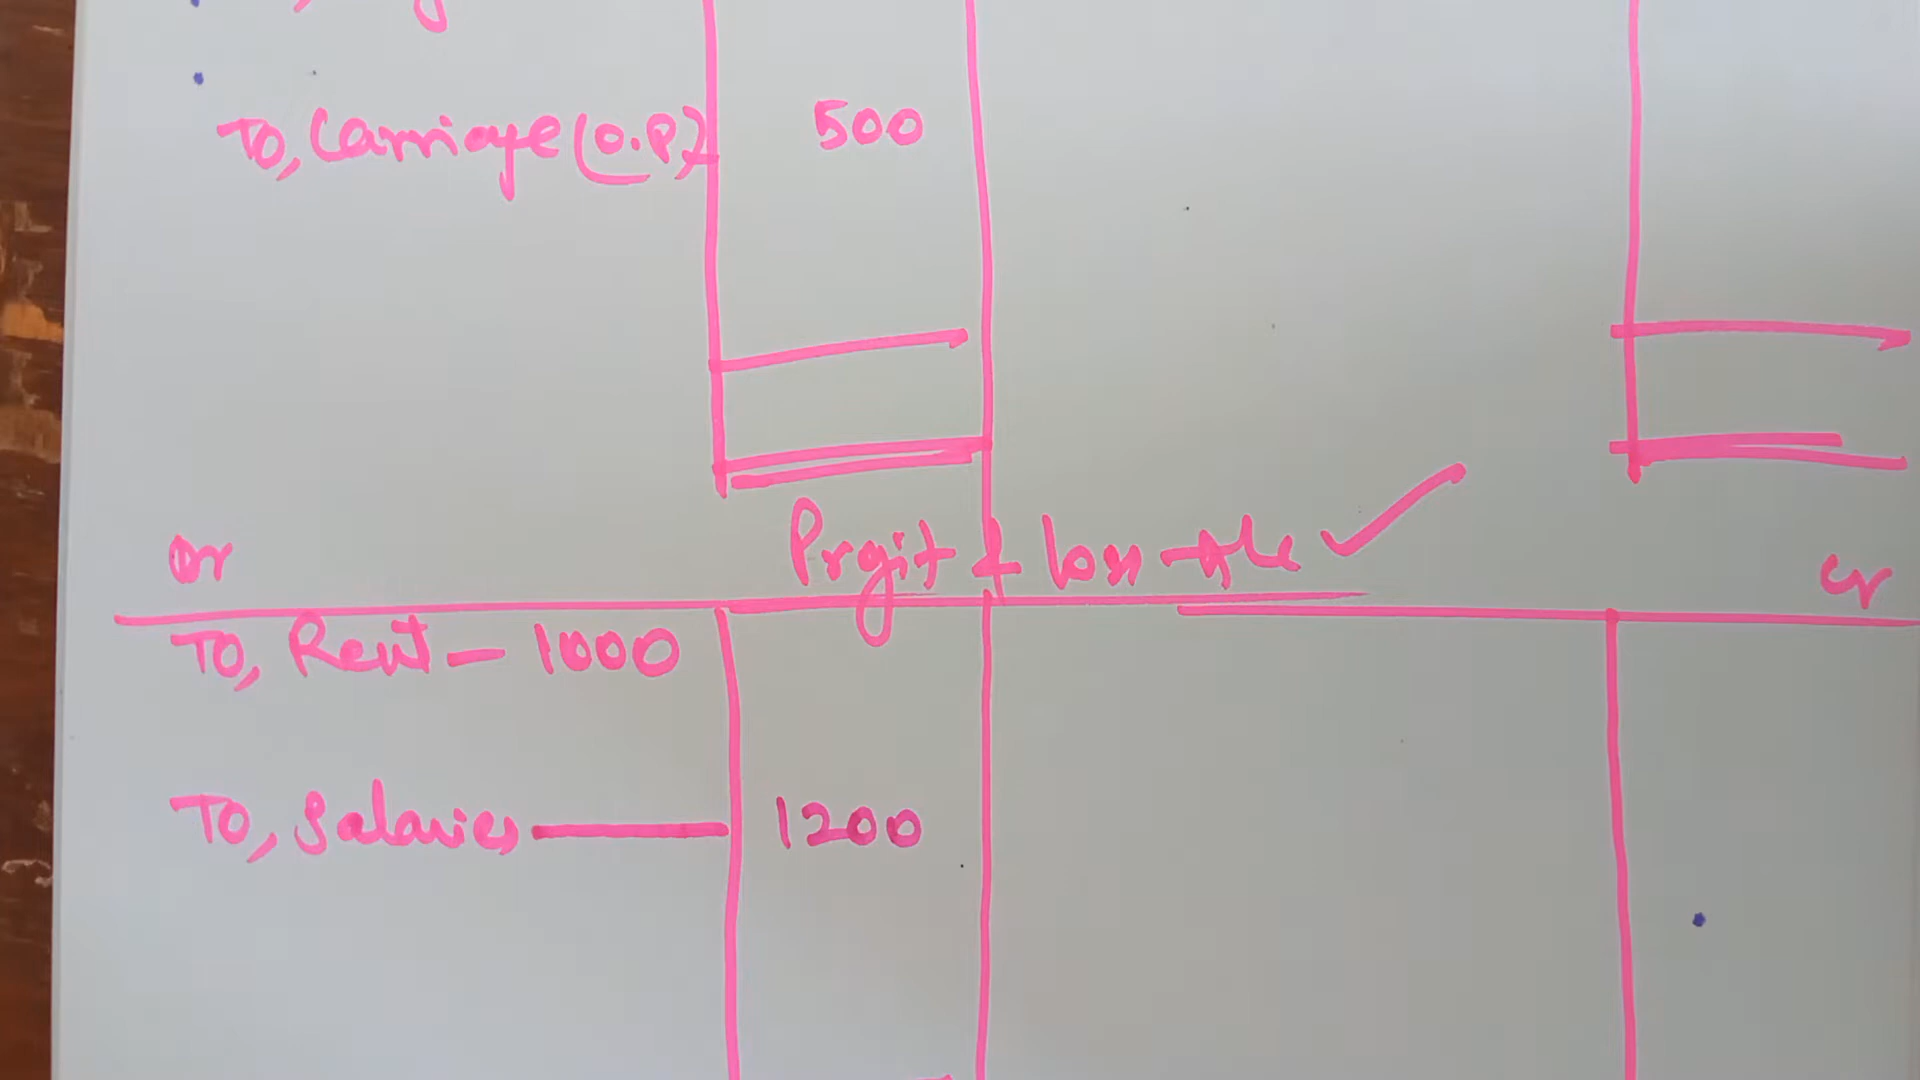 To, Carriage (O.P) 500
Profit & loss A/c
Dr Cr
To, Rent — 1000
To, Salaries — 1200